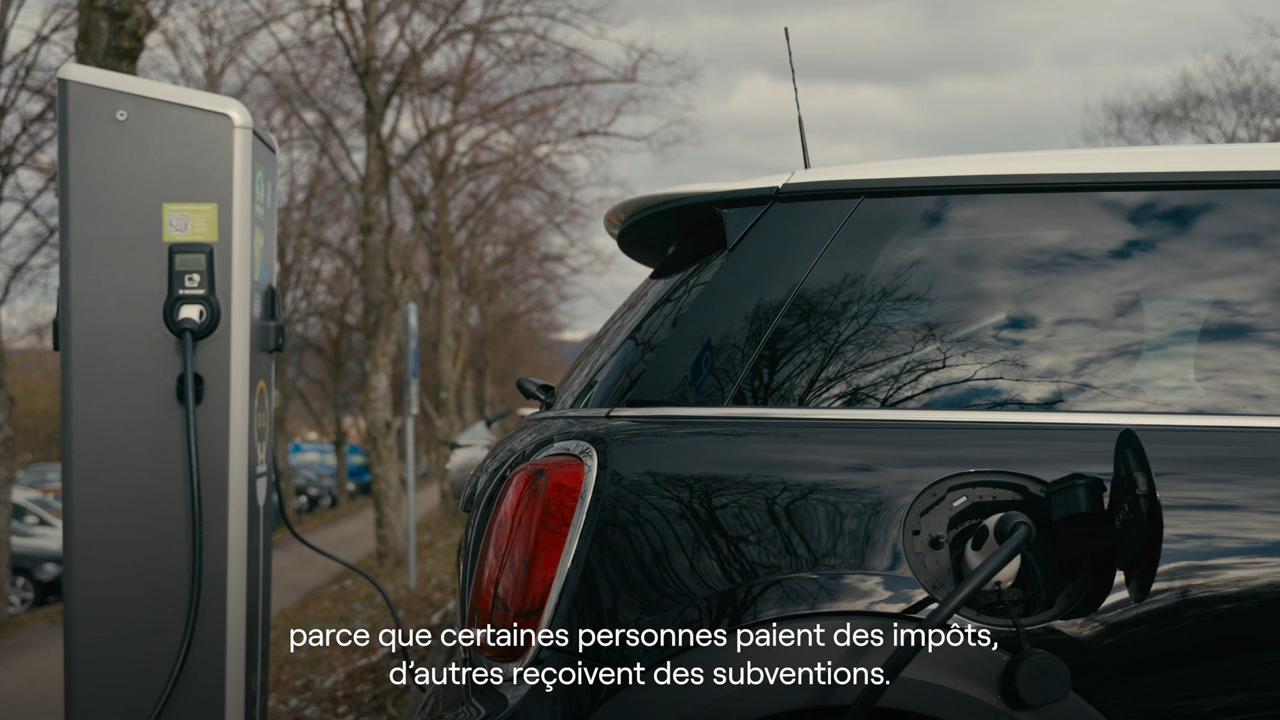 parce que certaines personnes paient des impôts,
d’autres reçoivent des subventions.